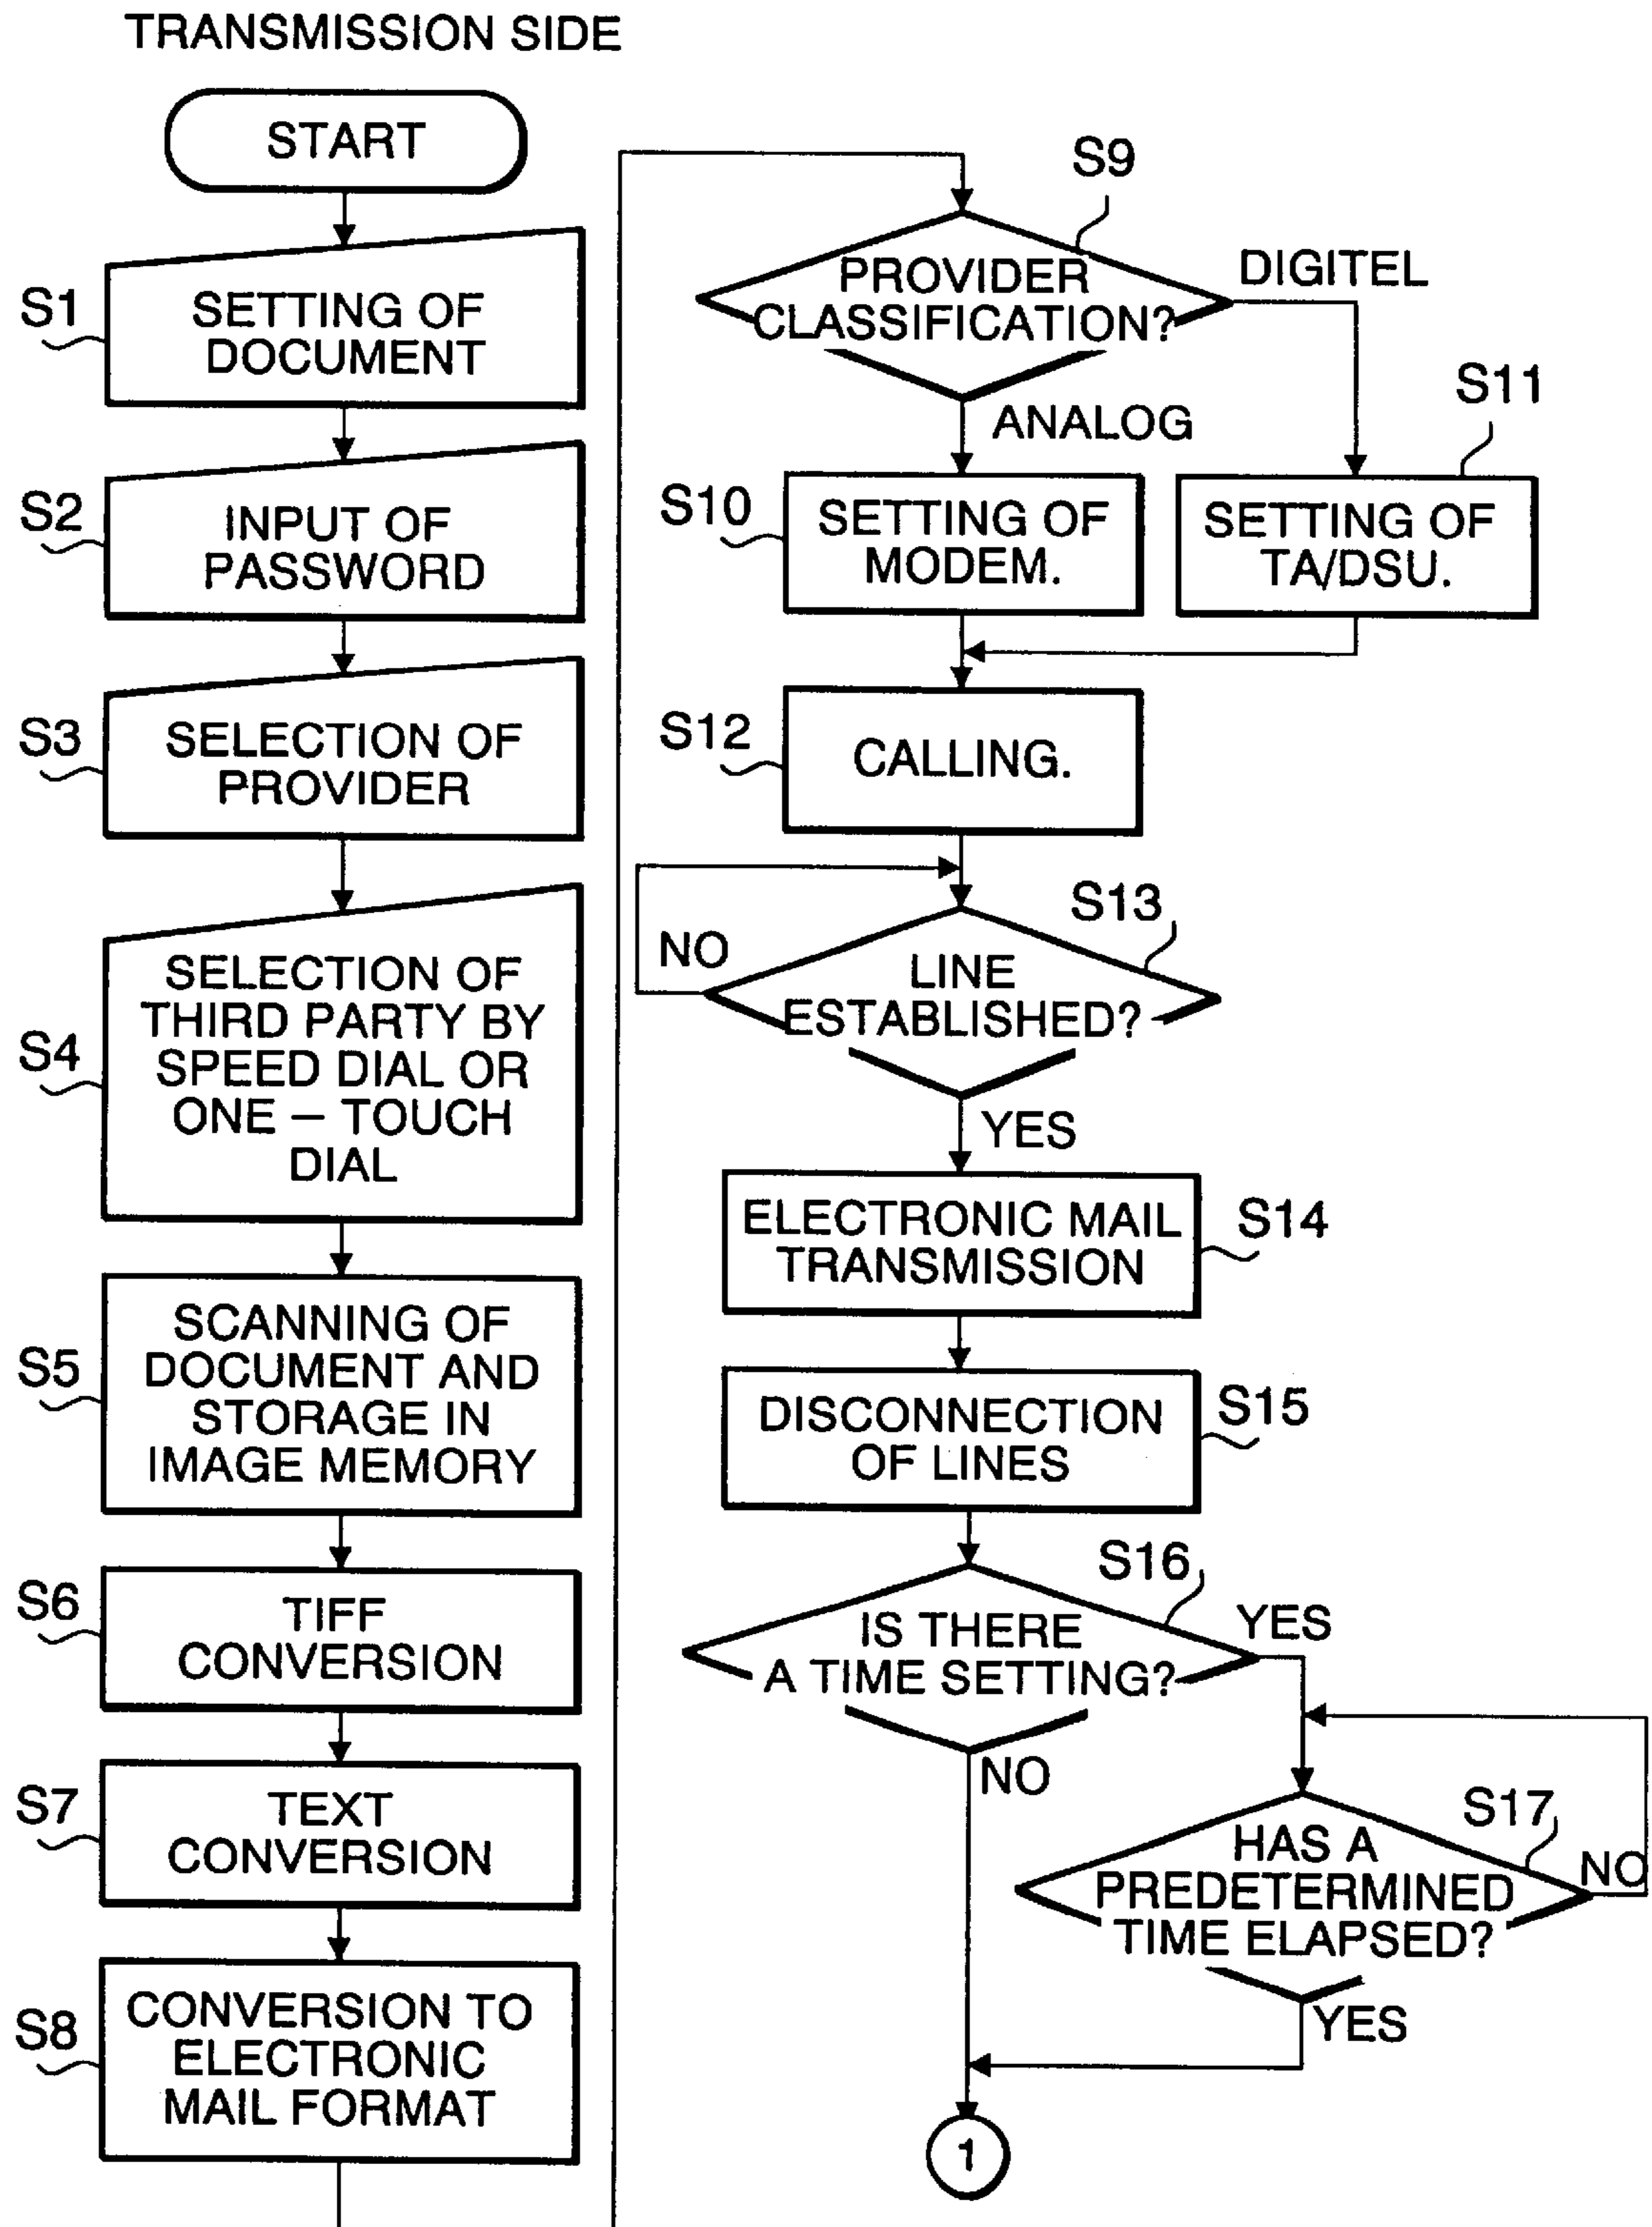 TRANSMISSION SIDE
START
S1
SETTING OF
DOCUMENT
S2
INPUT OF
PASSWORD
S3
SELECTION OF
PROVIDER
S4
SELECTION OF
THIRD PARTY BY
SPEED DIAL OR
ONE – TOUCH
DIAL
S5
SCANNING OF
DOCUMENT AND
STORAGE IN
IMAGE MEMORY
S6
TIFF
CONVERSION
S7
TEXT
CONVERSION
S8
CONVERSION TO
ELECTRONIC
MAIL FORMAT
S9
PROVIDER
CLASSIFICATION?
DIGITEL
ANALOG
S10
SETTING OF
MODEM.
S11
SETTING OF
TA/DSU.
S12
CALLING.
S13
LINE
ESTABLISHED?
NO
YES
ELECTRONIC MAIL
TRANSMISSION
S14
DISCONNECTION
OF LINES
S15
S16
IS THERE
A TIME SETTING?
YES
NO
S17
HAS A
PREDETERMINED
TIME ELAPSED?
NO
YES
1